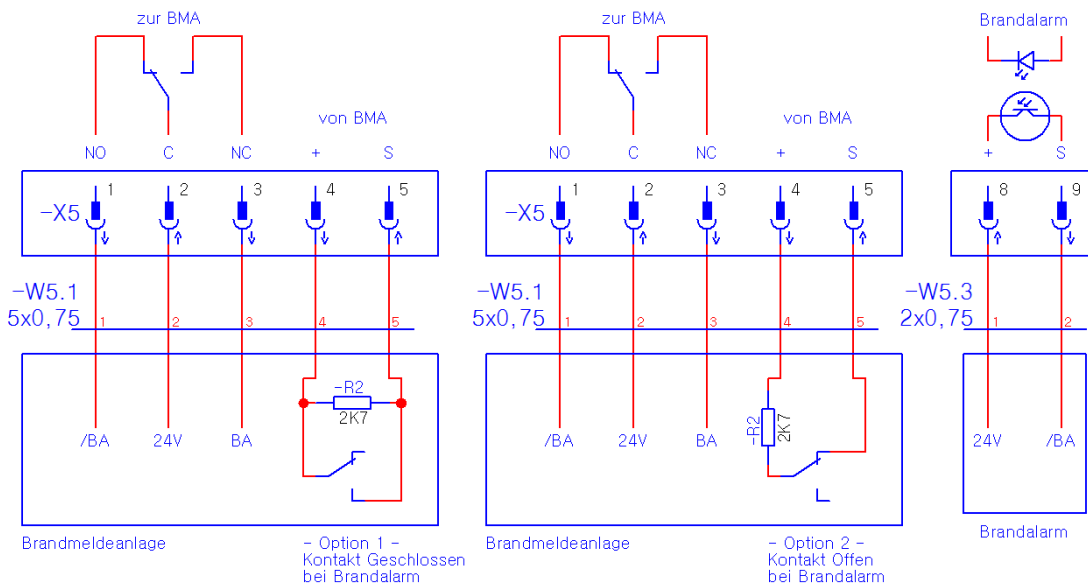 zur BMA
von BMA
NO C NC + S
1 2 3 4 5
-X5
-W5.1
5x0,75
1 2 3 4 5
-R2
2K7
/BA 24V BA
Brandmeldeanlage
- Option 1 -
Kontakt Geschlossen
bei Brandalarm
zur BMA
von BMA
NO C NC + S
1 2 3 4 5
-X5
-W5.1
5x0,75
1 2 3 4 5
-R2
2K7
/BA 24V BA
Brandmeldeanlage
- Option 2 -
Kontakt Offen
bei Brandalarm
Brandalarm
+ S
8 9
-W5.3
2x0,75
1 2
24V /BA
Brandalarm